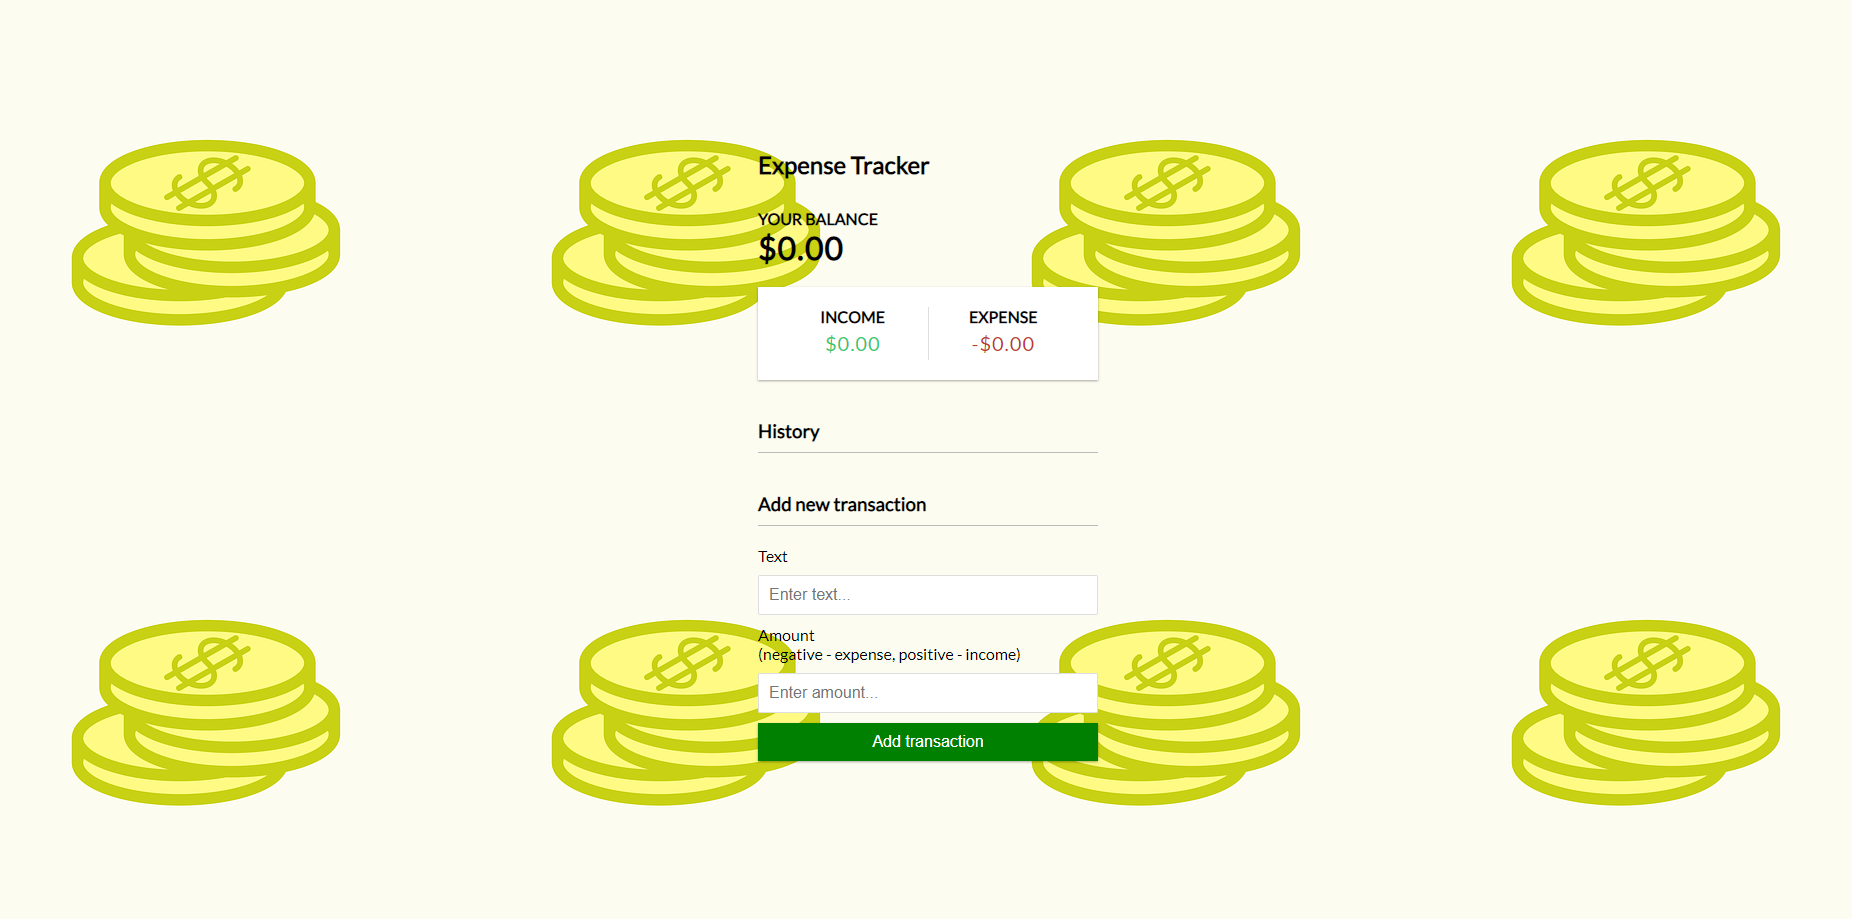 Expense Tracker
YOUR BALANCE
$0.00
INCOME
$0.00
EXPENSE
-$0.00
History
Add new transaction
Text
Enter text...
Amount
(negative - expense, positive - income)
Enter amount...
Add transaction